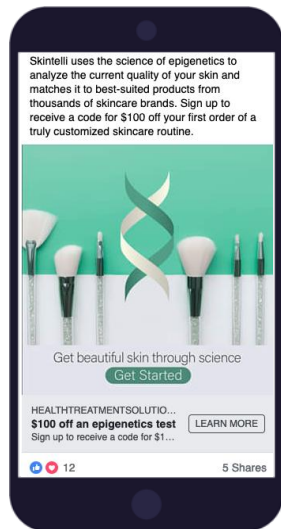 Skintelli uses the science of epigenetics to
analyze the current quality of your skin and
matches it to best-suited products from
thousands of skincare brands. Sign up to
receive a code for $100 off your first order of a
truly customized skincare routine.
Get beautiful skin through science
Get Started
HEALTHTREATMENTSOLUTIO...
$100 off an epigenetics test
LEARN MORE
Sign up to receive a code for $1...
12
5 Shares